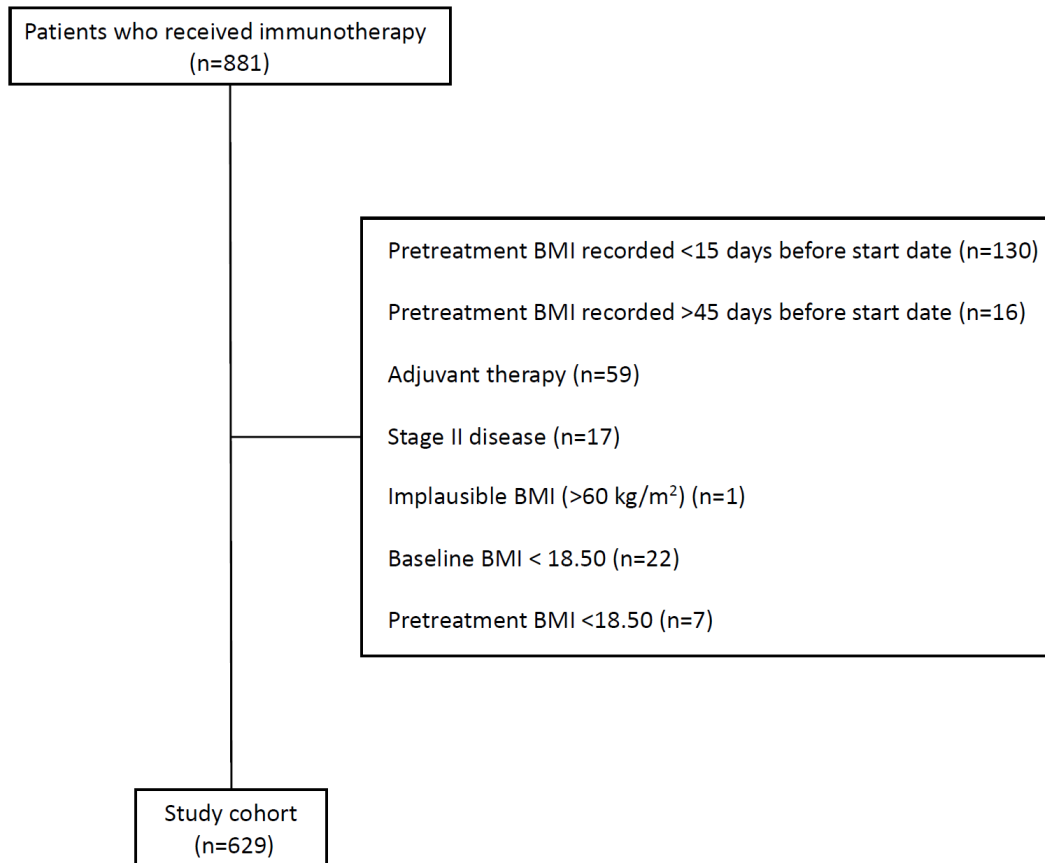 Patients who received immunotherapy
(n=881)
Pretreatment BMI recorded <15 days before start date (n=130)
Pretreatment BMI recorded >45 days before start date (n=16)
Adjuvant therapy (n=59)
Stage II disease (n=17)
Implausible BMI (>60 kg/m²) (n=1)
Baseline BMI < 18.50 (n=22)
Pretreatment BMI <18.50 (n=7)
Study cohort
(n=629)